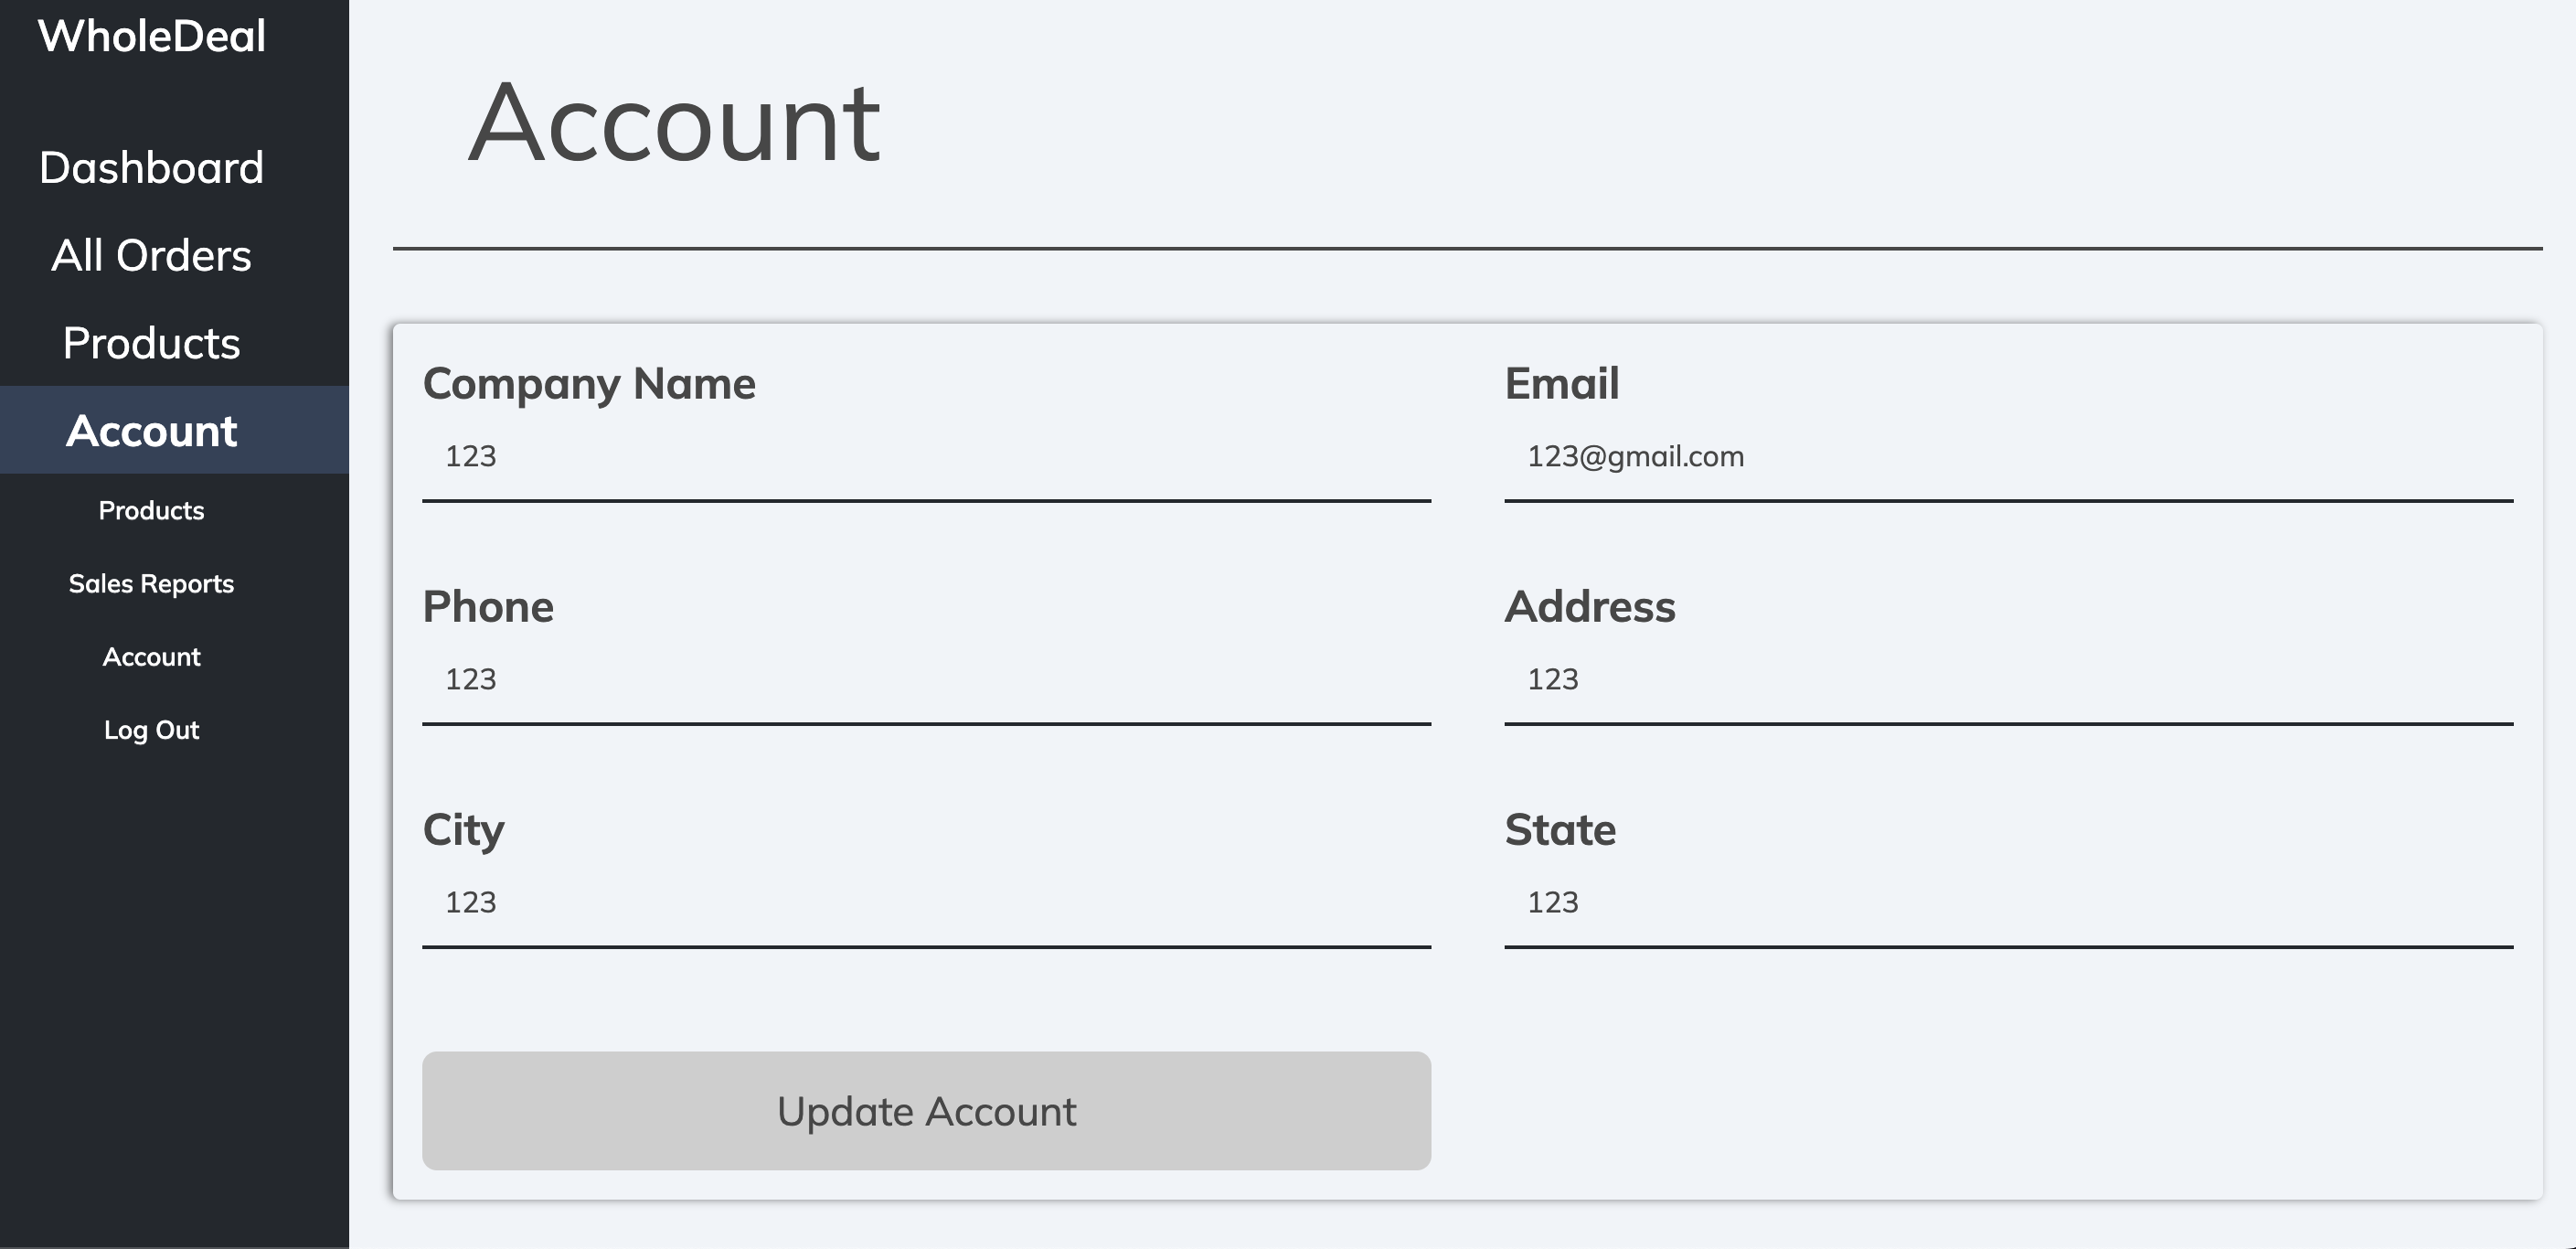 WholeDeal
Dashboard
All Orders
Products
Account
Products
Sales Reports
Account
Log Out
Account
Company Name
123
Email
123@gmail.com
Phone
123
Address
123
City
123
State
123
Update Account